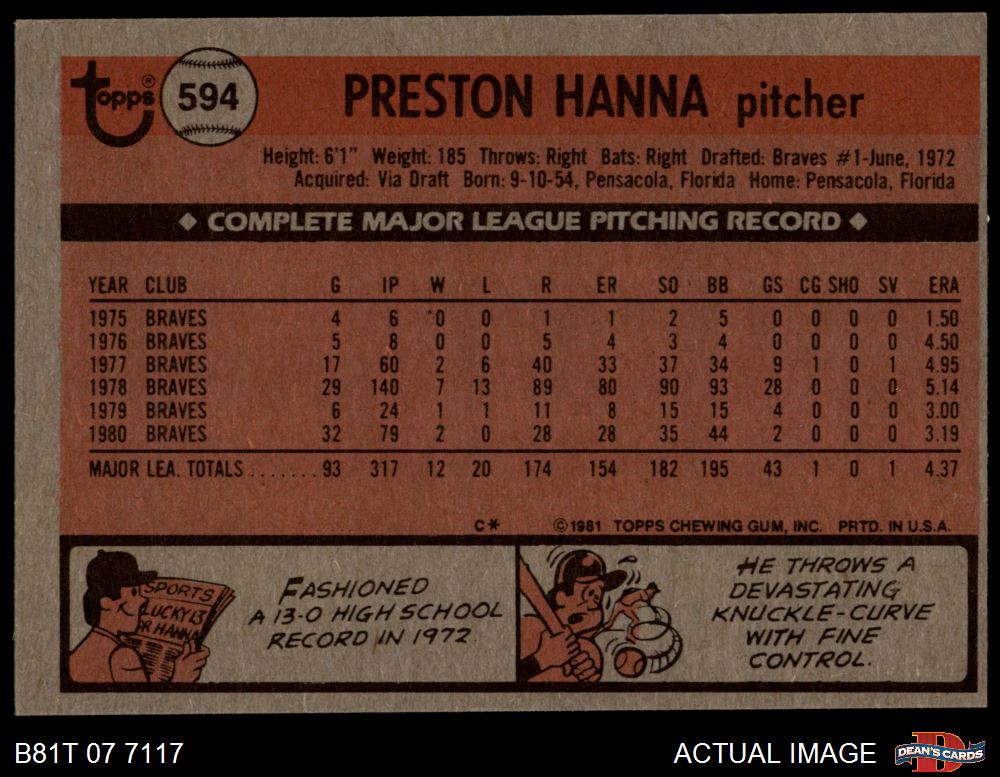 Topps®
594
PRESTON HANNA pitcher
Height: 6'1" Weight: 185 Throws: Right Bats: Right Drafted: Braves #1-June, 1972
Acquired: Via Draft Born: 9-10-54, Pensacola, Florida Home: Pensacola, Florida
◆ COMPLETE MAJOR LEAGUE PITCHING RECORD ◆
YEAR CLUB G IP W L R ER SO BB GS CG SHO SV ERA
1975 BRAVES 4 6 0 0 1 1 2 5 0 0 0 0 1.50
1976 BRAVES 5 8 0 0 5 4 3 4 0 0 0 0 4.50
1977 BRAVES 17 60 2 6 40 33 37 34 9 1 0 1 4.95
1978 BRAVES 29 140 7 13 89 80 90 93 28 0 0 0 5.14
1979 BRAVES 6 24 1 1 11 8 15 15 4 0 0 0 3.00
1980 BRAVES 32 79 2 0 28 28 35 44 2 0 0 0 3.19
MAJOR LEA. TOTALS ....... 93 317 12 20 174 154 182 195 43 1 0 1 4.37
C* ©1981 TOPPS CHEWING GUM, INC. PRTD. IN U.S.A.
SPORTS
LUCKY 13
OR HANNA
FASHIONED
A 13-0 HIGH SCHOOL
RECORD IN 1972.
HE THROWS A
DEVASTATING
KNUCKLE-CURVE
WITH FINE
CONTROL.
B81T 07 7117
ACTUAL IMAGE
DEAN'S CARDS